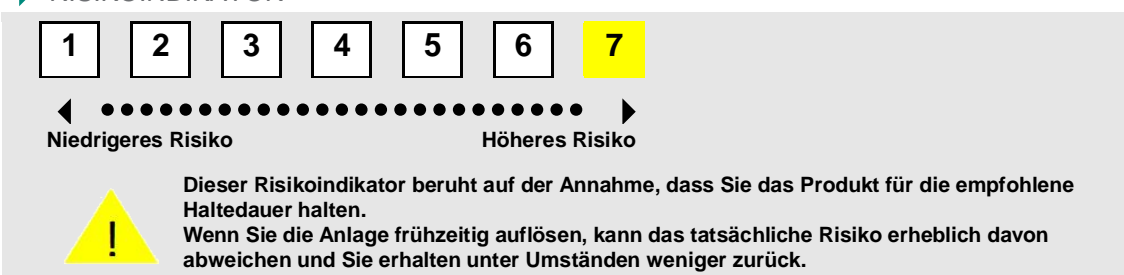 RISIKOINDIKATOR
1 2 3 4 5 6 7
Niedrigeres Risiko Höheres Risiko
Dieser Risikoindikator beruht auf der Annahme, dass Sie das Produkt für die empfohlene
Haltedauer halten.
! Wenn Sie die Anlage frühzeitig auflösen, kann das tatsächliche Risiko erheblich davon
abweichen und Sie erhalten unter Umständen weniger zurück.